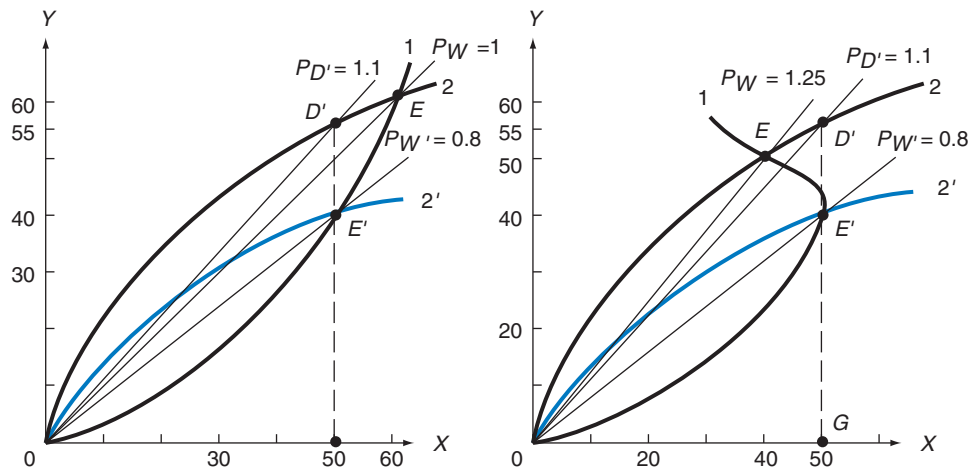 Y
1
P_W =1
P_D' = 1.1
2
60
D'
E
55
P_W' = 0.8
40
2'
E'
30
0
30
50
60
X
Y
P_D' = 1.1
P_W = 1.25
1
2
60
E
D'
55
P_W' = 0.8
50
2'
40
E'
20
G
0
20
40
50
X